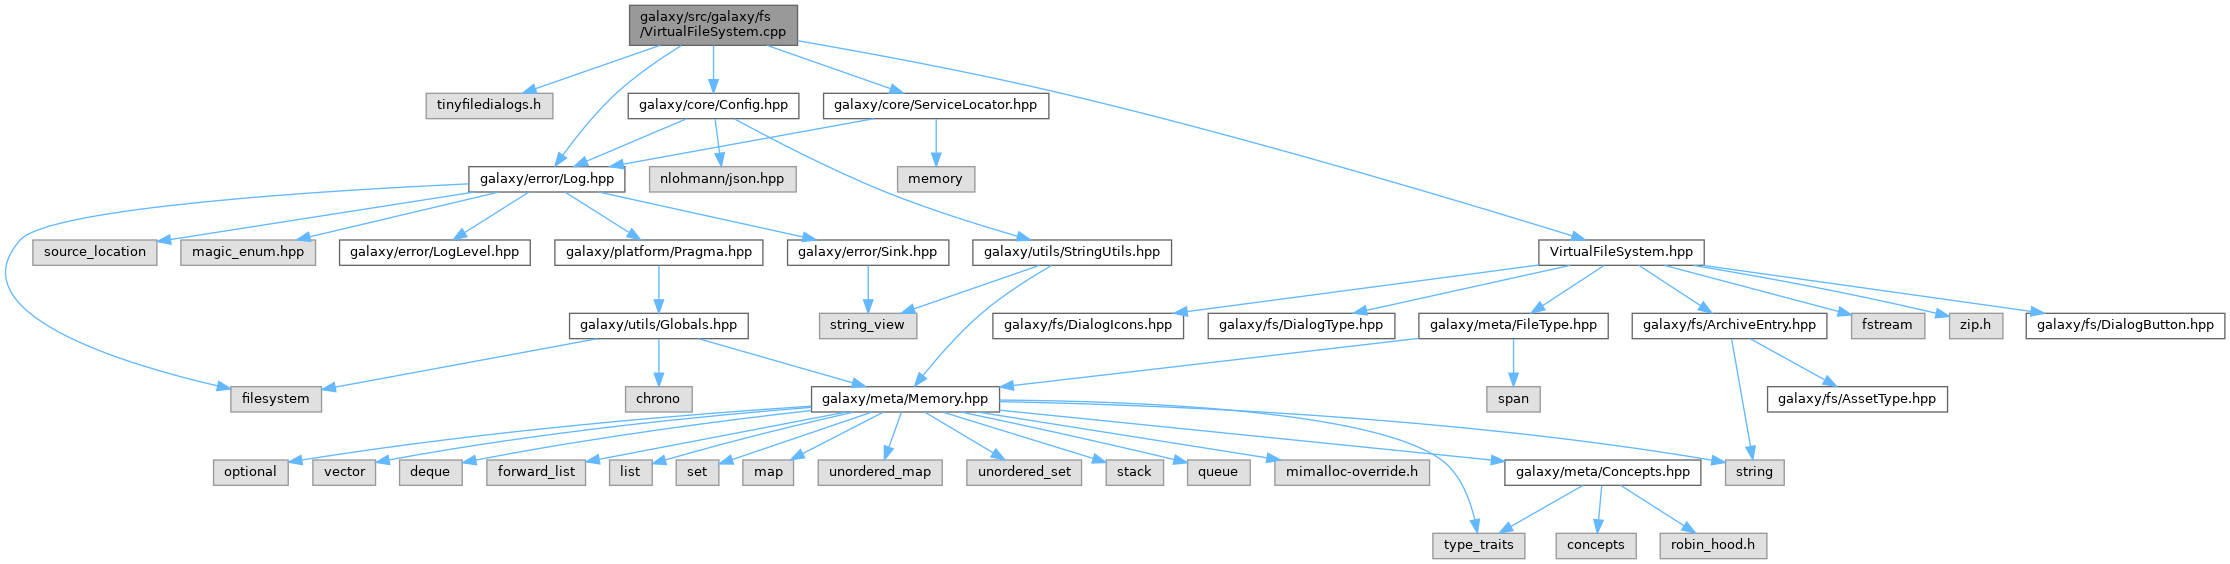 galaxy/src/galaxy/fs
/VirtualFileSystem.cpp
tinyfiledialogs.h
galaxy/core/Config.hpp
galaxy/core/ServiceLocator.hpp
galaxy/error/Log.hpp
nlohmann/json.hpp
memory
source_location
magic_enum.hpp
galaxy/error/LogLevel.hpp
galaxy/platform/Pragma.hpp
galaxy/error/Sink.hpp
galaxy/utils/StringUtils.hpp
VirtualFileSystem.hpp
galaxy/utils/Globals.hpp
string_view
galaxy/fs/DialogIcons.hpp
galaxy/fs/DialogType.hpp
galaxy/meta/FileType.hpp
galaxy/fs/ArchiveEntry.hpp
fstream
zip.h
galaxy/fs/DialogButton.hpp
filesystem
chrono
galaxy/meta/Memory.hpp
span
galaxy/fs/AssetType.hpp
optional
vector
deque
forward_list
list
set
map
unordered_map
unordered_set
stack
queue
mimalloc-override.h
galaxy/meta/Concepts.hpp
string
type_traits
concepts
robin_hood.h